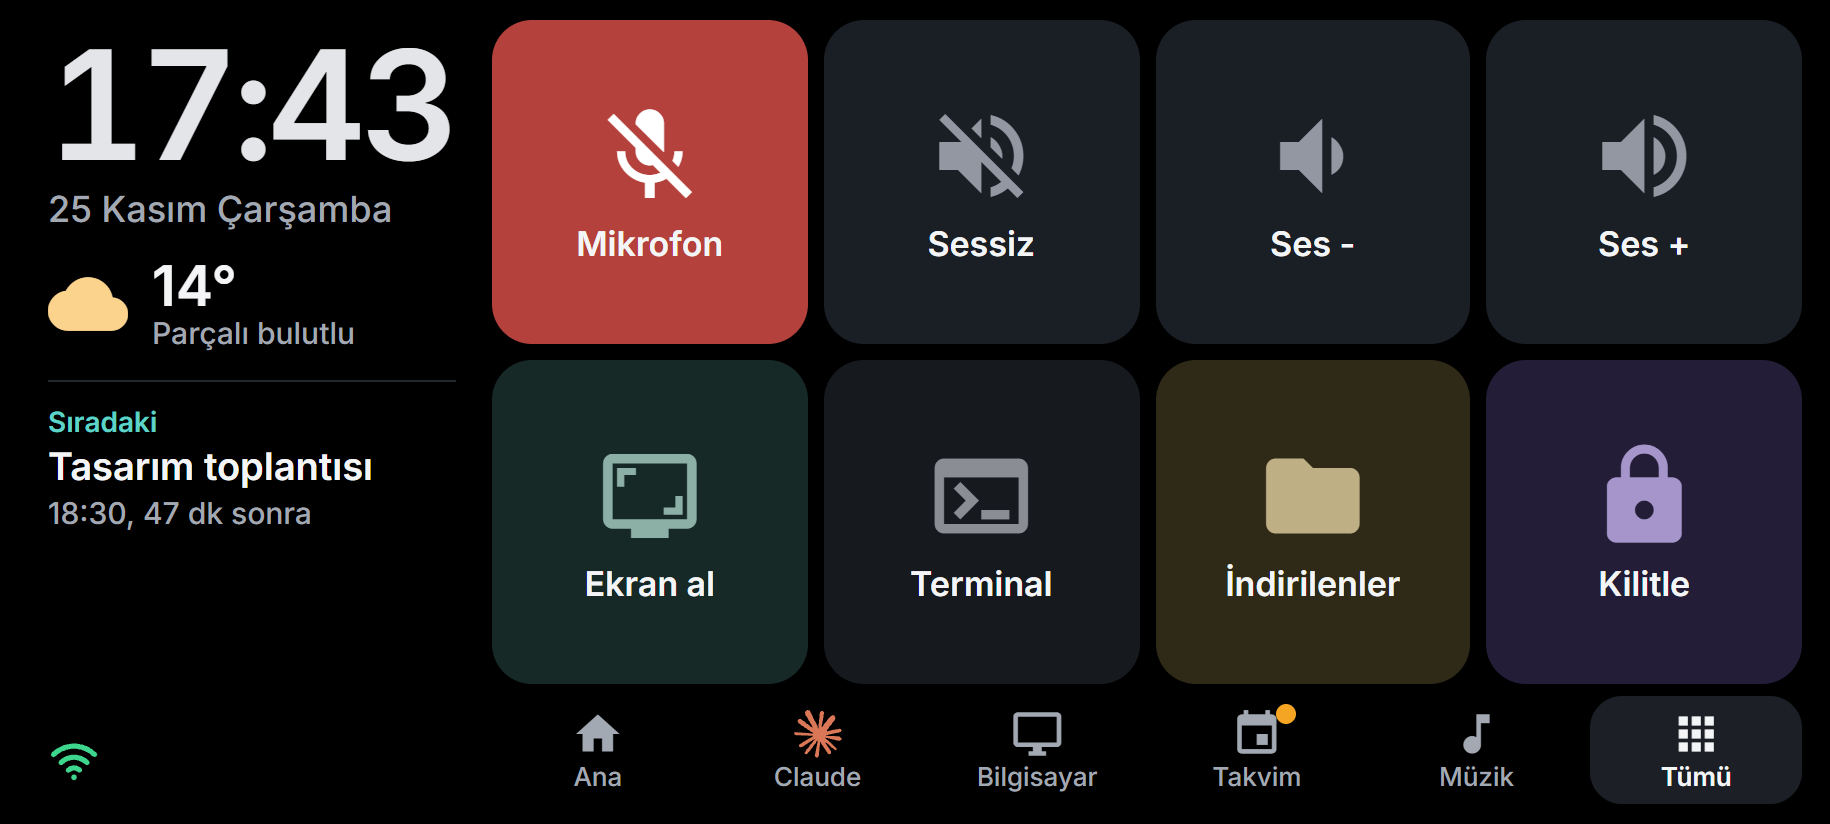 17:43
25 Kasım Çarşamba
14°
Parçalı bulutlu
Sıradaki
Tasarım toplantısı
18:30, 47 dk sonra
Mikrofon
Sessiz
Ses -
Ses +
Ekran al
Terminal
İndirilenler
Kilitle
Ana
Claude
Bilgisayar
Takvim
Müzik
Tümü